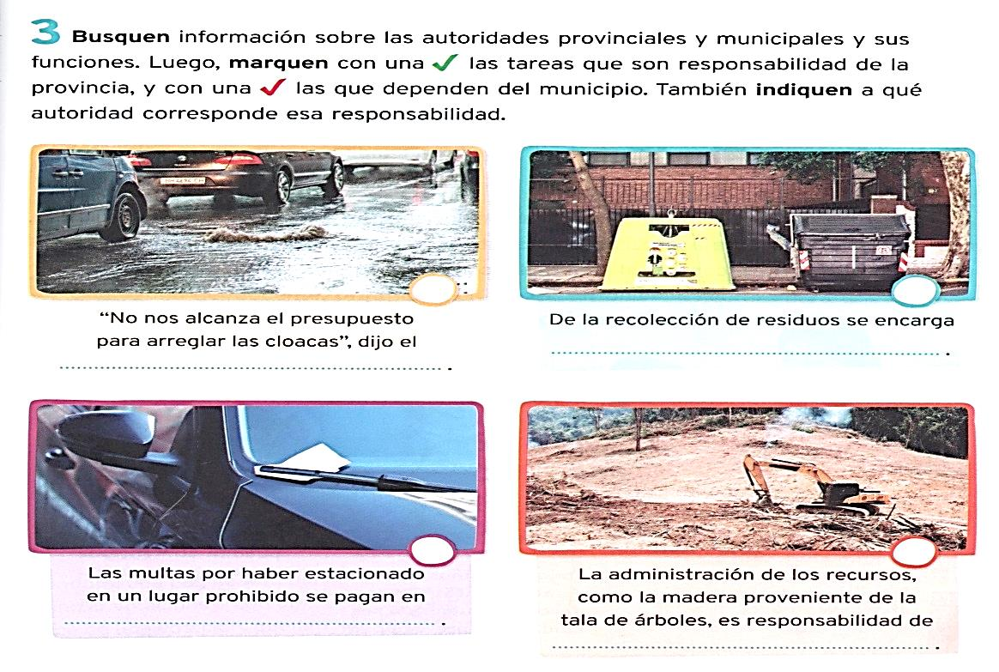 3 Busquen información sobre las autoridades provinciales y municipales y sus
funciones. Luego, marquen con una ✓ las tareas que son responsabilidad de la
provincia, y con una ✓ las que dependen del municipio. También indiquen a qué
autoridad corresponde esa responsabilidad.
“No nos alcanza el presupuesto
para arreglar las cloacas”, dijo el
.................................................................... .
De la recolección de residuos se encarga
.................................................................... .
Las multas por haber estacionado
en un lugar prohibido se pagan en
.................................................................... .
La administración de los recursos,
como la madera proveniente de la
tala de árboles, es responsabilidad de
.................................................................... .